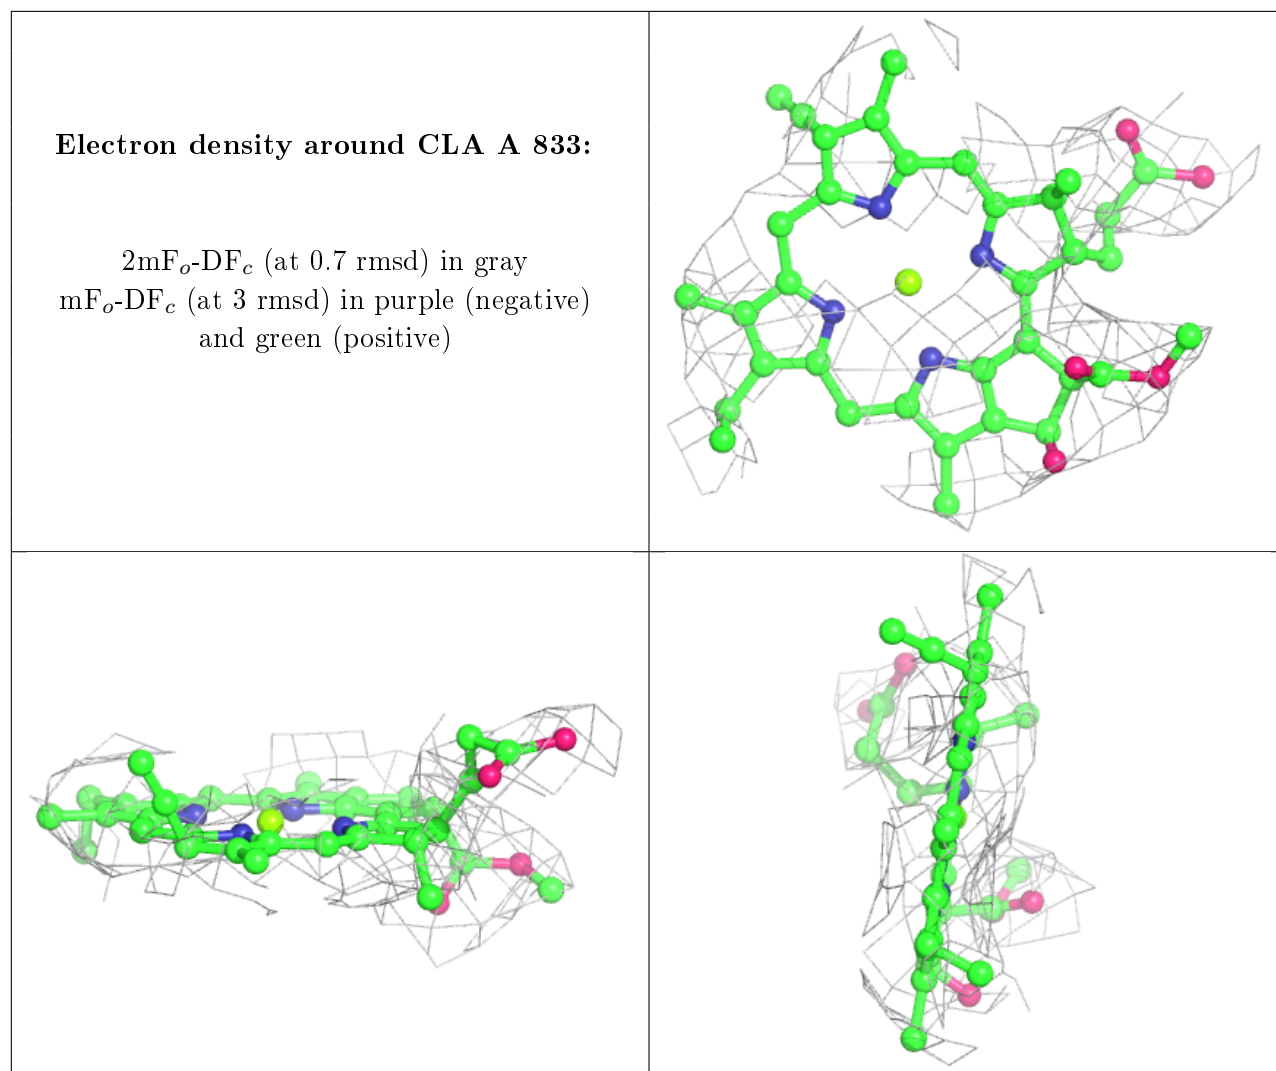 Electron density around CLA A 833:
2mFo-DFc (at 0.7 rmsd) in gray
mFo-DFc (at 3 rmsd) in purple (negative)
and green (positive)